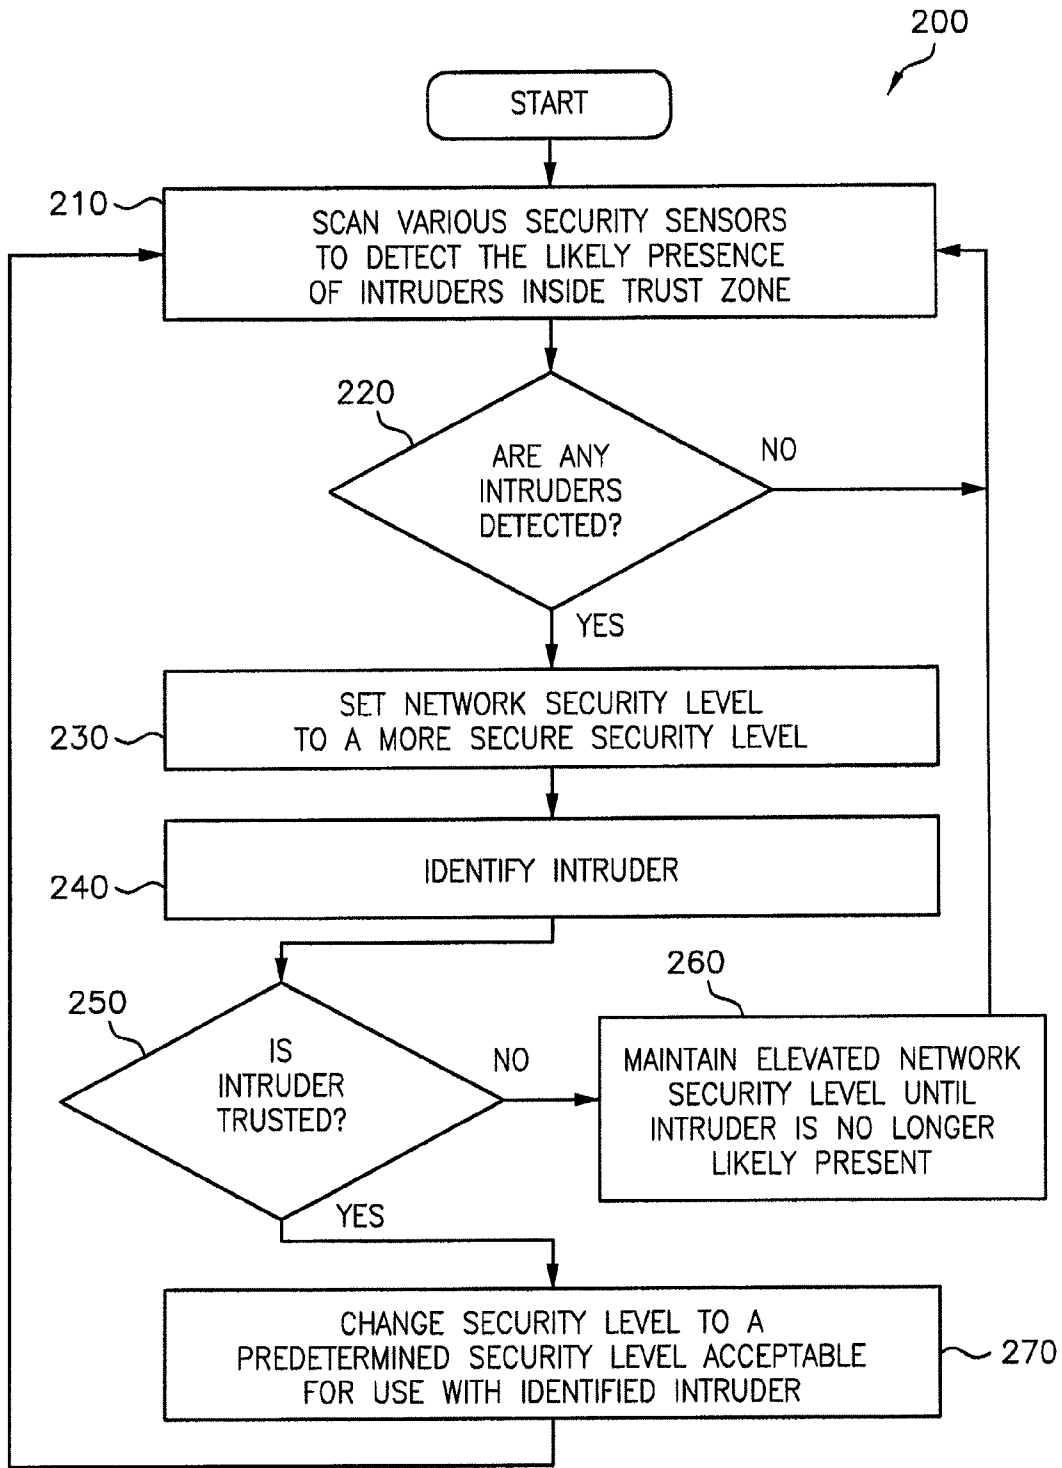 200
START
210
SCAN VARIOUS SECURITY SENSORS
TO DETECT THE LIKELY PRESENCE
OF INTRUDERS INSIDE TRUST ZONE
220
ARE ANY
INTRUDERS
DETECTED?
NO
YES
230
SET NETWORK SECURITY LEVEL
TO A MORE SECURE SECURITY LEVEL
240
IDENTIFY INTRUDER
250
IS
INTRUDER
TRUSTED?
NO
260
MAINTAIN ELEVATED NETWORK
SECURITY LEVEL UNTIL
INTRUDER IS NO LONGER
LIKELY PRESENT
YES
CHANGE SECURITY LEVEL TO A
PREDETERMINED SECURITY LEVEL ACCEPTABLE
FOR USE WITH IDENTIFIED INTRUDER
270